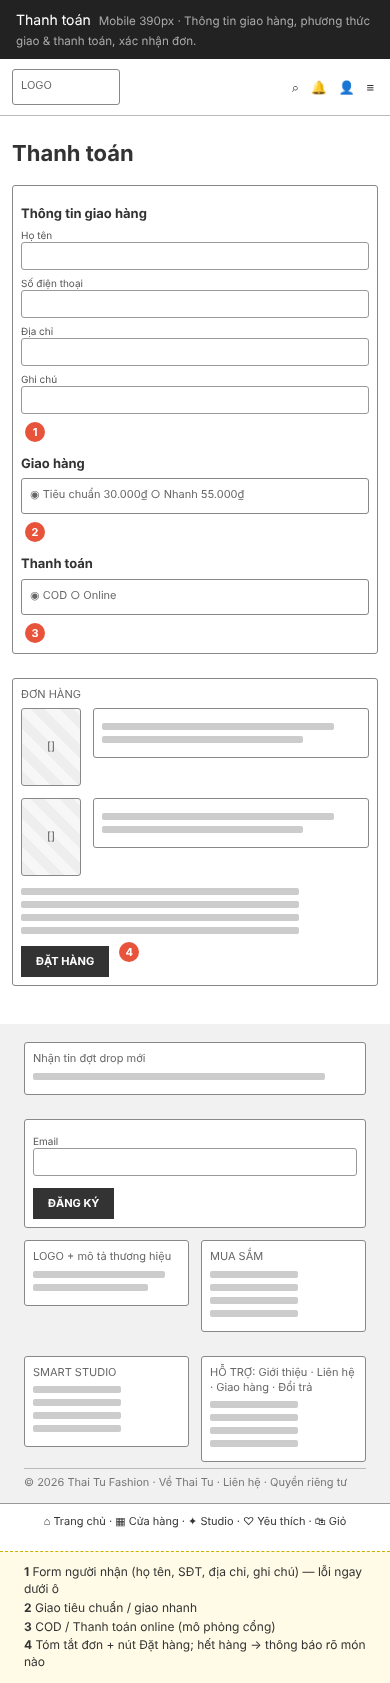 Thanh toán Mobile 390px · Thông tin giao hàng, phương thức
giao & thanh toán, xác nhận đơn.
LOGO
Thanh toán
Thông tin giao hàng
Họ tên
Số điện thoại
Địa chỉ
Ghi chú
1
Giao hàng
◉ Tiêu chuẩn 30.000₫ ○ Nhanh 55.000₫
2
Thanh toán
◉ COD ○ Online
3
ĐƠN HÀNG
[]
[]
ĐẶT HÀNG 4
Nhận tin đợt drop mới
Email
ĐĂNG KÝ
LOGO + mô tả thương hiệu
MUA SẮM
SMART STUDIO
HỖ TRỢ: Giới thiệu · Liên hệ
· Giao hàng · Đổi trả
© 2026 Thai Tu Fashion · Về Thai Tu · Liên hệ · Quyền riêng tư
⌂ Trang chủ · ▦ Cửa hàng · ✦ Studio · ♡ Yêu thích · 🛍 Giỏ
1 Form người nhận (họ tên, SĐT, địa chỉ, ghi chú) — lỗi ngay
dưới ô
2 Giao tiêu chuẩn / giao nhanh
3 COD / Thanh toán online (mô phỏng cổng)
4 Tóm tắt đơn + nút Đặt hàng; hết hàng → thông báo rõ món
nào